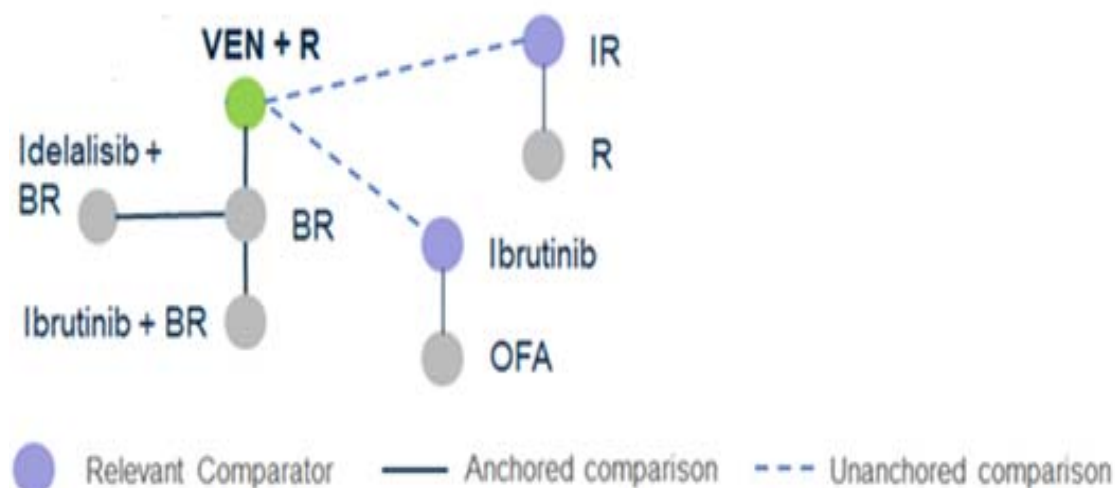 VEN + R
IR
Idelalisib +
BR
R
BR
Ibrutinib
Ibrutinib + BR
OFA
Relevant Comparator
Anchored comparison
Unanchored comparison